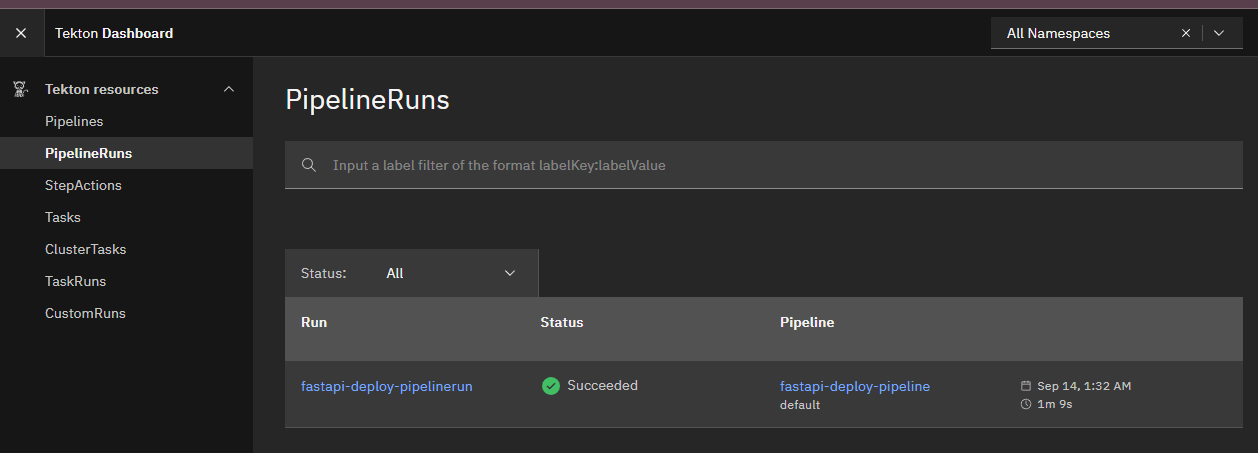 Tekton Dashboard
All Namespaces
Tekton resources
Pipelines
PipelineRuns
StepActions
Tasks
ClusterTasks
TaskRuns
CustomRuns
PipelineRuns
Input a label filter of the format labelKey:labelValue
Status: All
Run Status Pipeline
fastapi-deploy-pipelinerun Succeeded fastapi-deploy-pipeline Sep 14, 1:32 AM
default 1m 9s